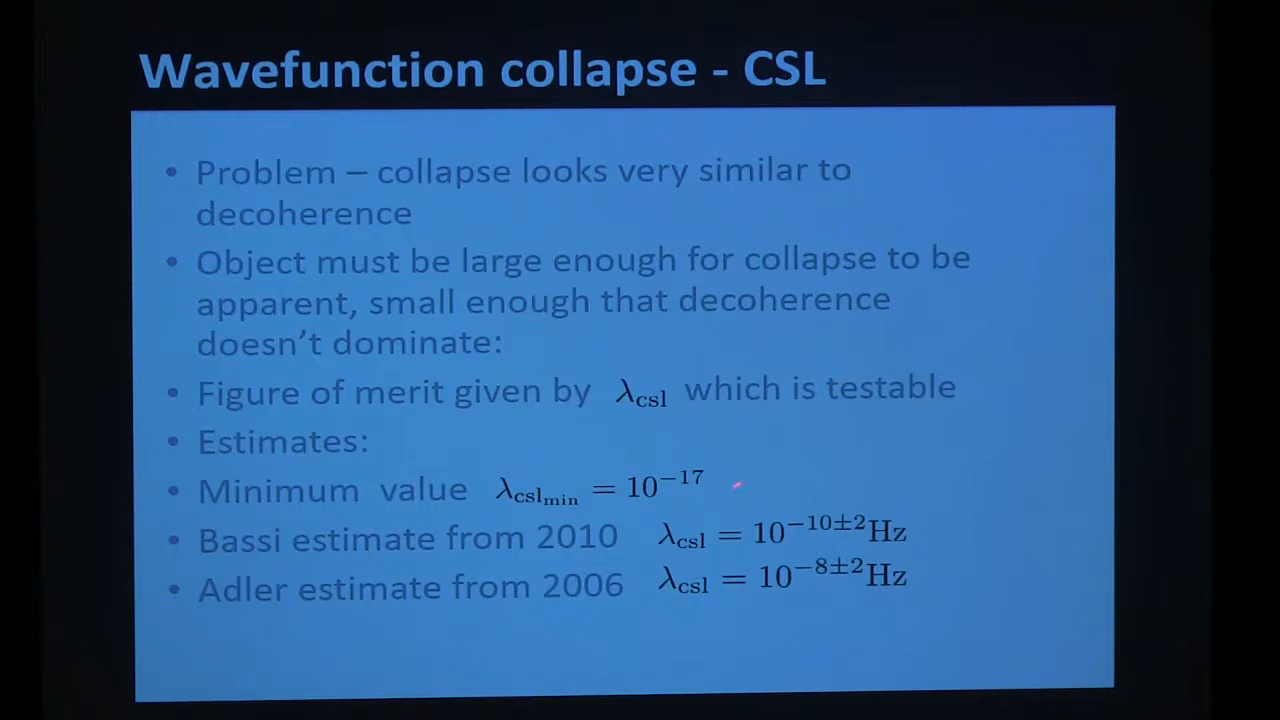 Wavefunction collapse - CSL
• Problem – collapse looks very similar to
decoherence
• Object must be large enough for collapse to be
apparent, small enough that decoherence
doesn't dominate:
• Figure of merit given by λ_csl which is testable
• Estimates:
• Minimum value λ_csl_min = 10⁻¹⁷
• Bassi estimate from 2010 λ_csl = 10⁻¹⁰±² Hz
• Adler estimate from 2006 λ_csl = 10⁻⁸±² Hz